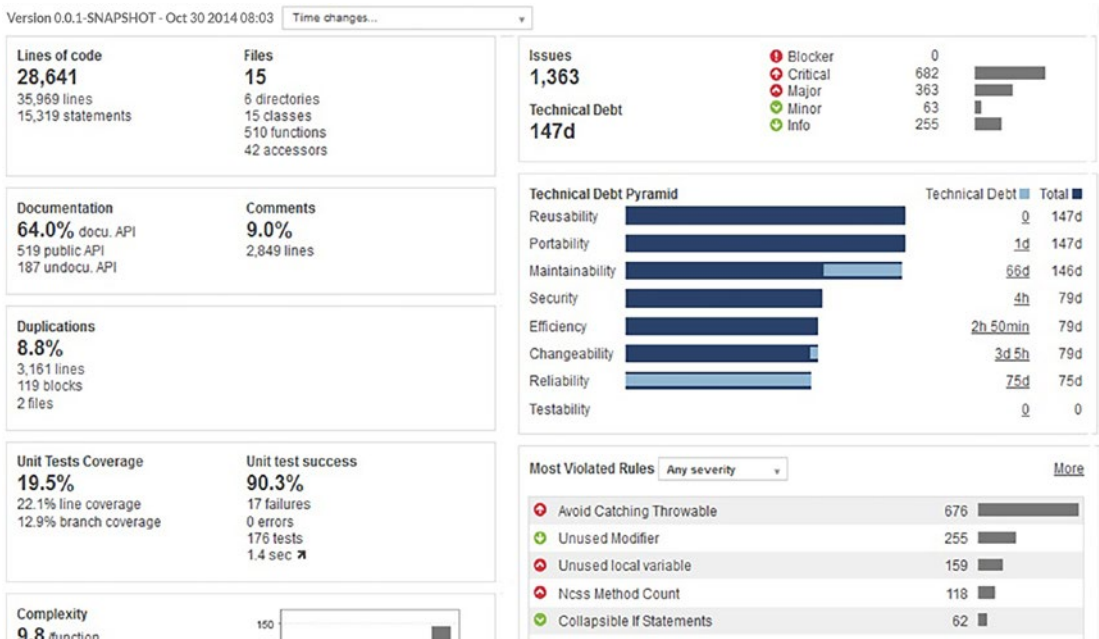 Version 0.0.1-SNAPSHOT - Oct 30 2014 08:03 Time changes...
Lines of code
28,641
35,969 lines
15,319 statements
Files
15
6 directories
15 classes
510 functions
42 accessors
Issues
1,363
Technical Debt
147d
Blocker 0
Critical 682
Major 363
Minor 63
Info 255
Documentation
64.0% docu. API
519 public API
187 undocu. API
Comments
9.0%
2,849 lines
Technical Debt Pyramid Technical Debt Total
Reusability 0 147d
Portability 1d 147d
Maintainability 66d 146d
Security 4h 79d
Efficiency 2h 50min 79d
Changeability 3d 5h 79d
Reliability 75d 75d
Testability 0 0
Duplications
8.8%
3,161 lines
119 blocks
2 files
Unit Tests Coverage
19.5%
22.1% line coverage
12.9% branch coverage
Unit test success
90.3%
17 failures
0 errors
176 tests
1.4 sec
Most Violated Rules Any severity More
Avoid Catching Throwable 676
Unused Modifier 255
Unused local variable 159
Ncss Method Count 118
Collapsible If Statements 62
Complexity
9.8 /function
150